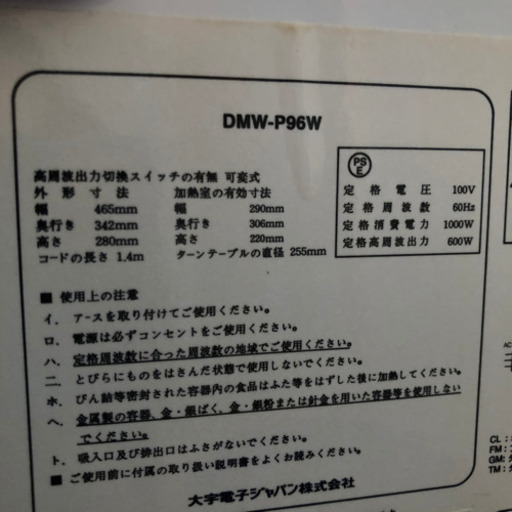 DMW-P96W
高周波出力切換スイッチの有無 可変式
外形寸法 加熱室の有効寸法
幅 465mm 幅 290mm
奥行き 342mm 奥行き 306mm
高さ 280mm 高さ 220mm
コードの長さ 1.4m ターンテーブルの直径 255mm
PS
E
定格電圧 100V
定格周波数 60Hz
定格消費電力 1000W
定格高周波出力 600W
■ 使用上の注意
イ. アースを取り付けてご使用ください。
ロ. 電源は必ずコンセントをご使用ください。
ハ. 定格周波数に合った周波数の地域でご使用ください。
ニ. とびらにものをはさんだ状態で使用しないでください。
ホ. びん詰等密封された容器内の食品はふた等をはずした後に加熱してください。
ヘ. 金属製の容器、金・銀ばく、金・銀粉または針金を用いた容器等を使用しない
でください。
ト. 吸入口及び排出口はふさがないでください。
■ ご使用前に付属の取り扱い説明書をよくお読みください。
大宇電子ジャパン株式会社
AC
CL:
FM:
GM:
TM: